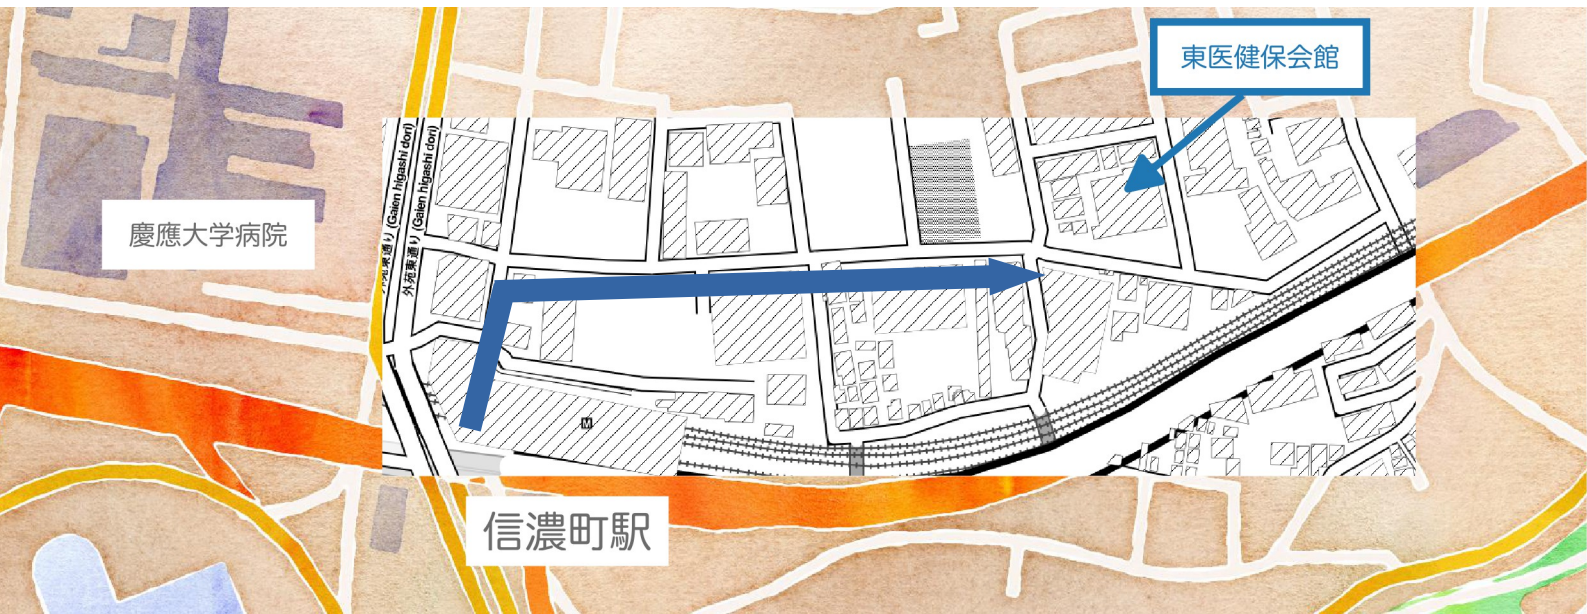 東医健保会館
外苑東通り (Gaien higashi dori)
外苑東通り (Gaien higashi dori)
慶應大学病院
M
信濃町駅